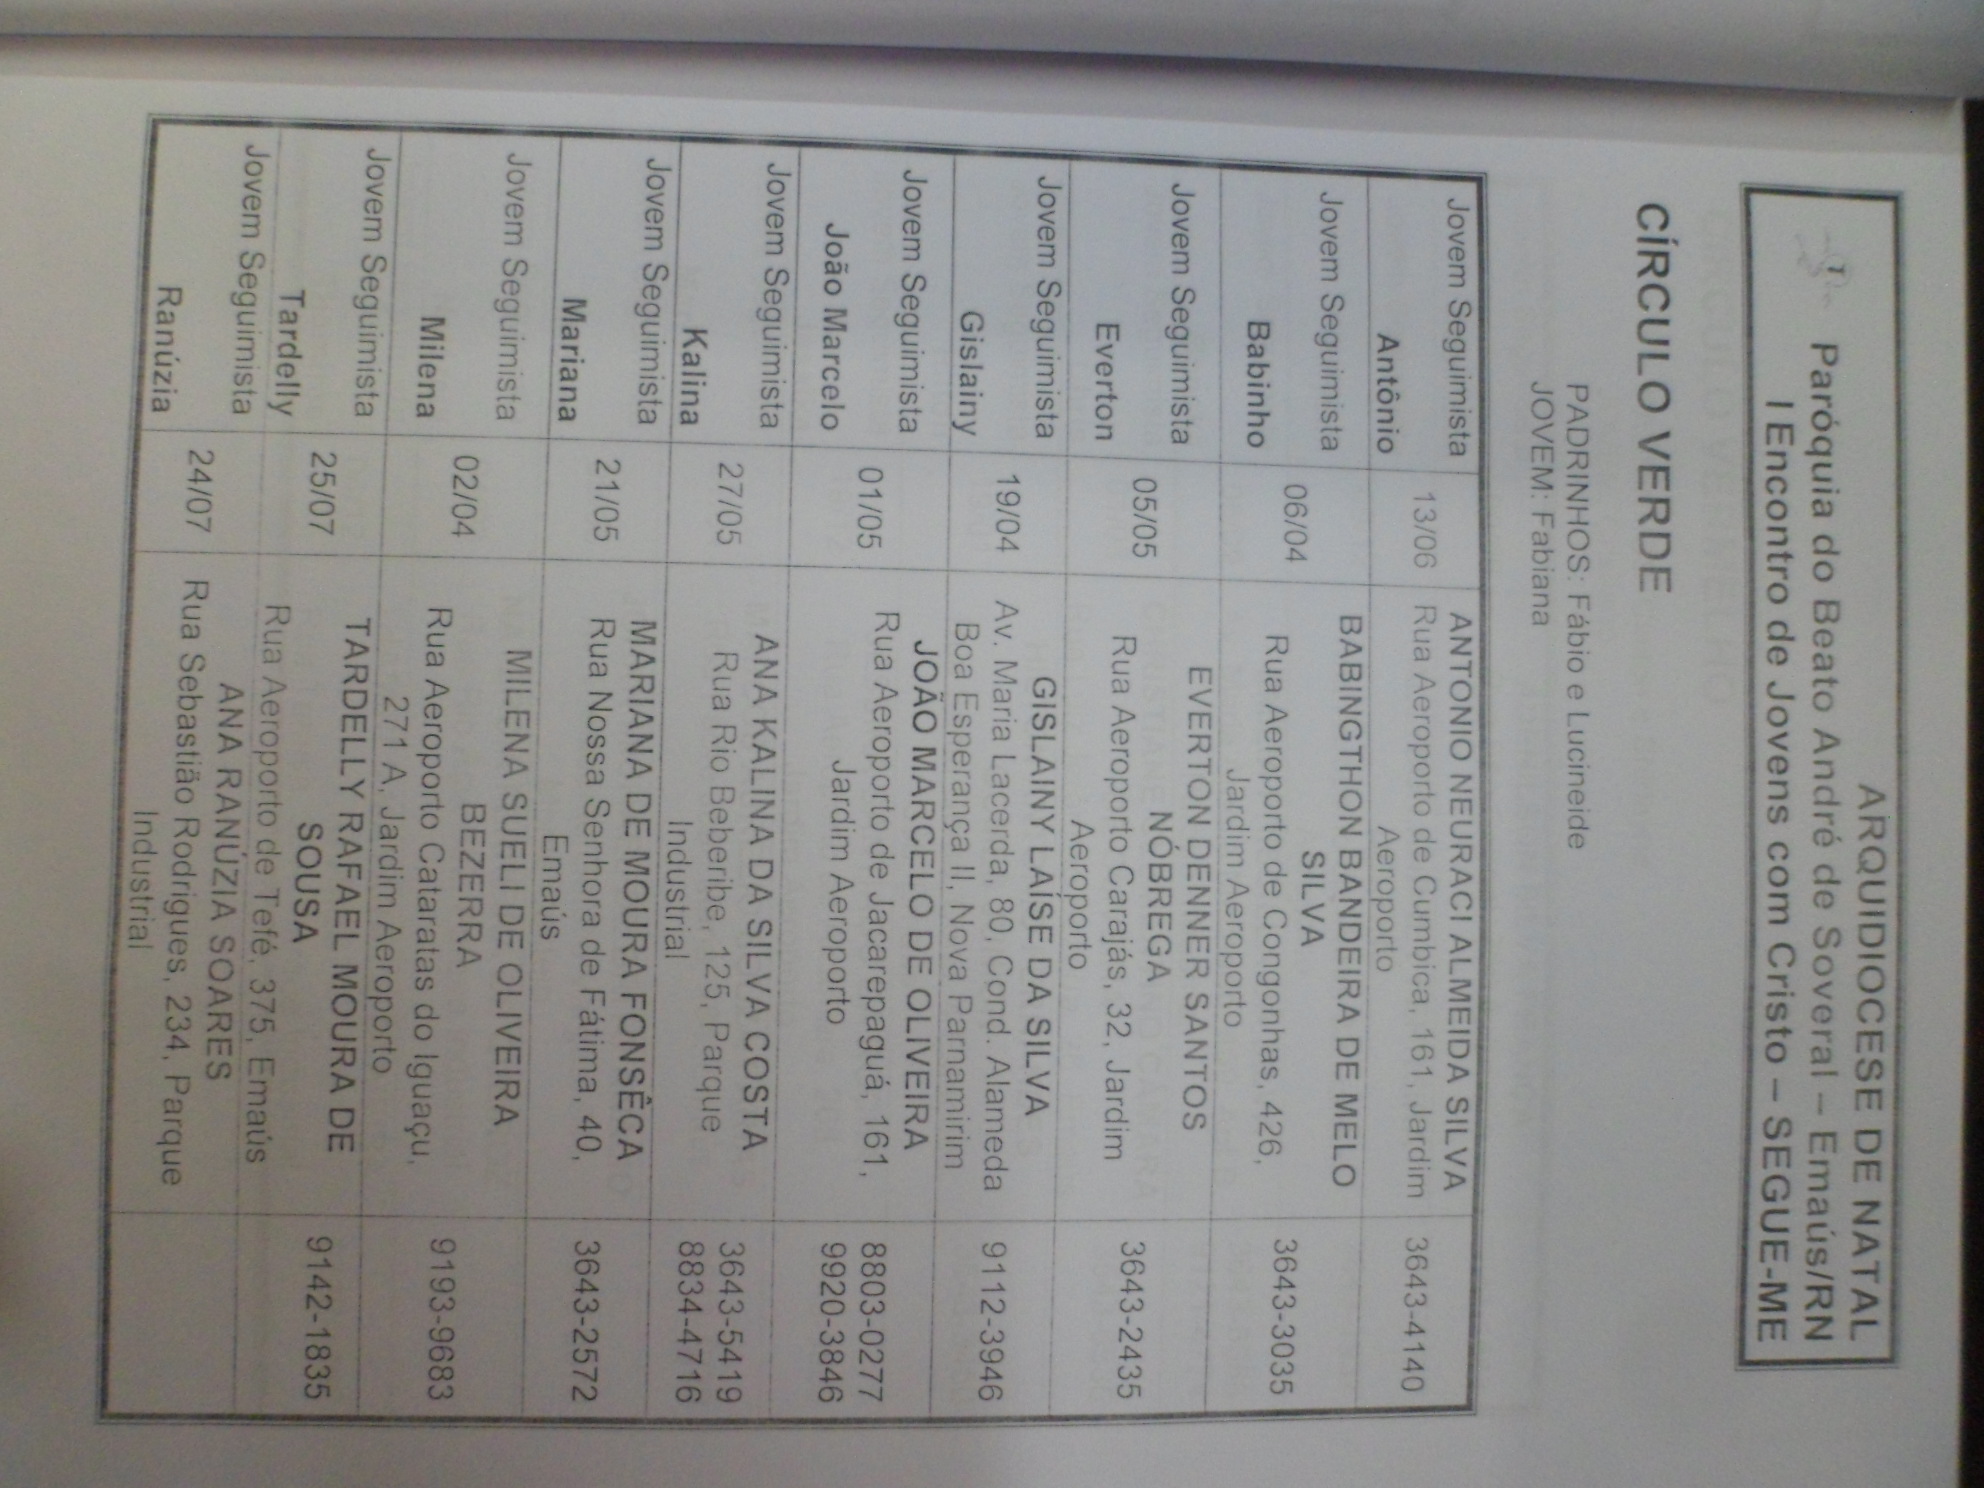 ARQUIDIOCESE DE NATAL
Paróquia do Beato André de Soveral – Emaús/RN
I Encontro de Jovens com Cristo – SEGUE-ME
CÍRCULO VERDE
PADRINHOS: Fábio e Lucineide
JOVEM: Fabiana
Jovem Seguimista
Antônio
13/06
ANTONIO NEURACI ALMEIDA SILVA
Rua Aeroporto de Cumbica, 161, Jardim
Aeroporto
3643-4140
Jovem Seguimista
Babinho
06/04
BABINGTHON BANDEIRA DE MELO
SILVA
Rua Aeroporto de Congonhas, 426,
Jardim Aeroporto
3643-3035
Jovem Seguimista
Everton
05/05
EVERTON DENNER SANTOS
NÓBREGA
Rua Aeroporto Carajás, 32, Jardim
Aeroporto
3643-2435
Jovem Seguimista
Gislainy
19/04
GISLAINY LAÍSE DA SILVA
Av. Maria Lacerda, 80, Cond. Alameda
Boa Esperança II, Nova Parnamirim
9112-3946
Jovem Seguimista
João Marcelo
01/05
JOÃO MARCELO DE OLIVEIRA
Rua Aeroporto de Jacarepaguá, 161,
Jardim Aeroporto
8803-0277
9920-3846
Jovem Seguimista
Kalina
27/05
ANA KALINA DA SILVA COSTA
Rua Rio Beberibe, 125, Parque
Industrial
3643-5419
8834-4716
Jovem Seguimista
Mariana
21/05
MARIANA DE MOURA FONSÊCA
Rua Nossa Senhora de Fátima, 40,
Emaús
3643-2572
Jovem Seguimista
Milena
02/04
MILENA SUELI DE OLIVEIRA
BEZERRA
Rua Aeroporto Cataratas do Iguaçu,
271 A, Jardim Aeroporto
9193-9683
Jovem Seguimista
Tardelly
25/07
TARDELLY RAFAEL MOURA DE
SOUSA
Rua Aeroporto de Tefé, 375, Emaús
9142-1835
Jovem Seguimista
Ranúzia
24/07
ANA RANÚZIA SOARES
Rua Sebastião Rodrigues, 234, Parque
Industrial